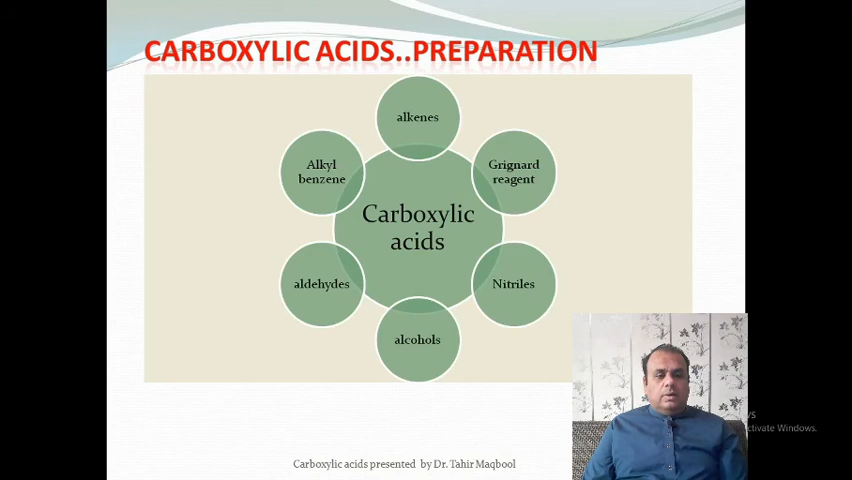 CARBOXYLIC ACIDS..PREPARATION
alkenes
Alkyl
benzene
Grignard
reagent
Carboxylic
acids
aldehydes
Nitriles
alcohols
Carboxylic acids presented by Dr. Tahir Maqbool
Windows.